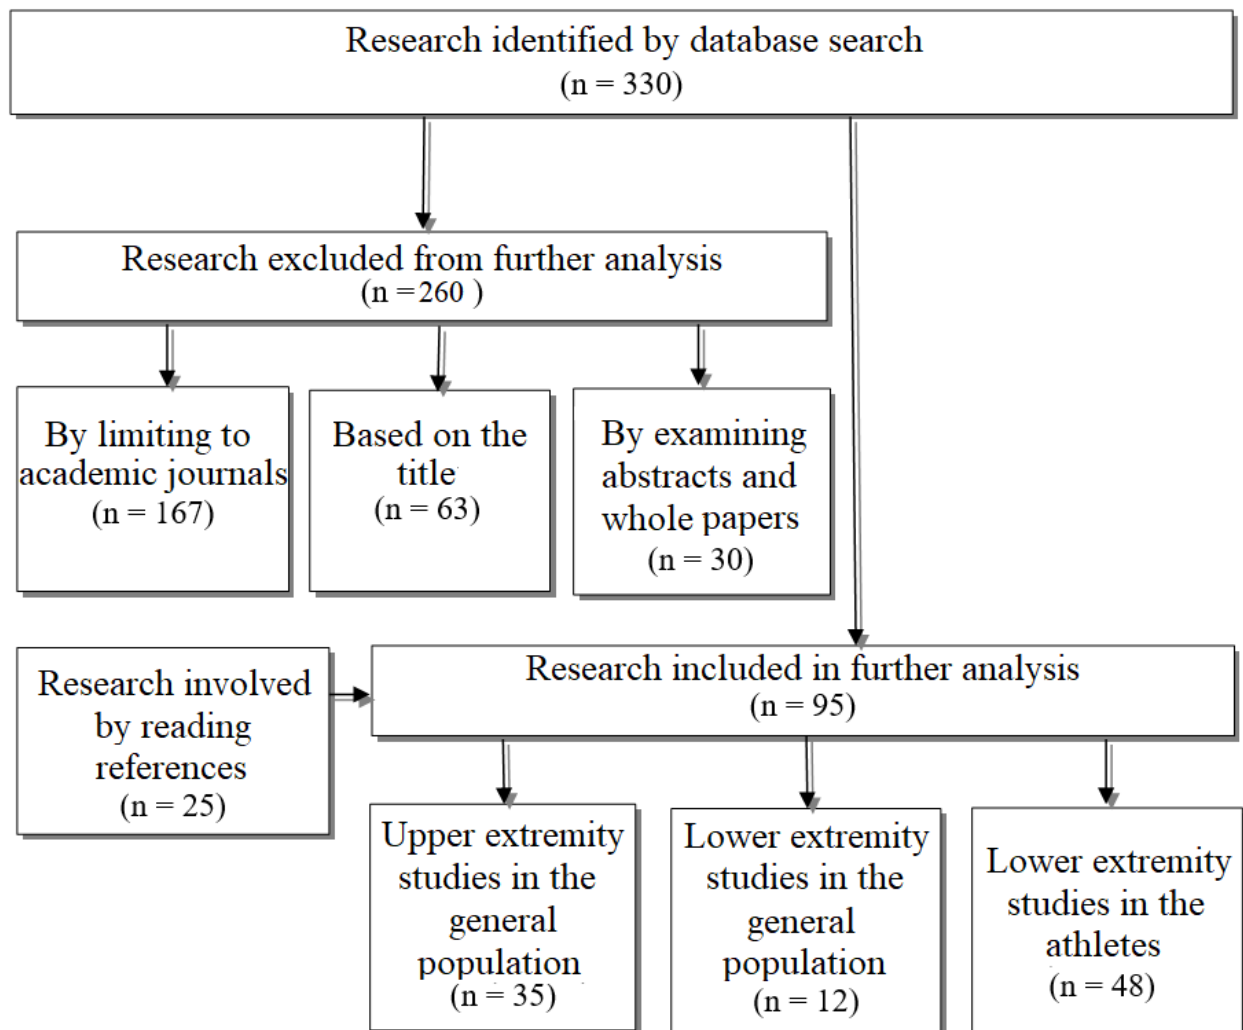 Research identified by database search
(n = 330)
Research excluded from further analysis
(n =260 )
By limiting to
academic journals
(n = 167)
Based on the
title
(n = 63)
By examining
abstracts and
whole papers
(n = 30)
Research involved
by reading
references
(n = 25)
Research included in further analysis
(n = 95)
Upper extremity
studies in the
general
population
(n = 35)
Lower extremity
studies in the
general
population
(n = 12)
Lower extremity
studies in the
athletes
(n = 48)